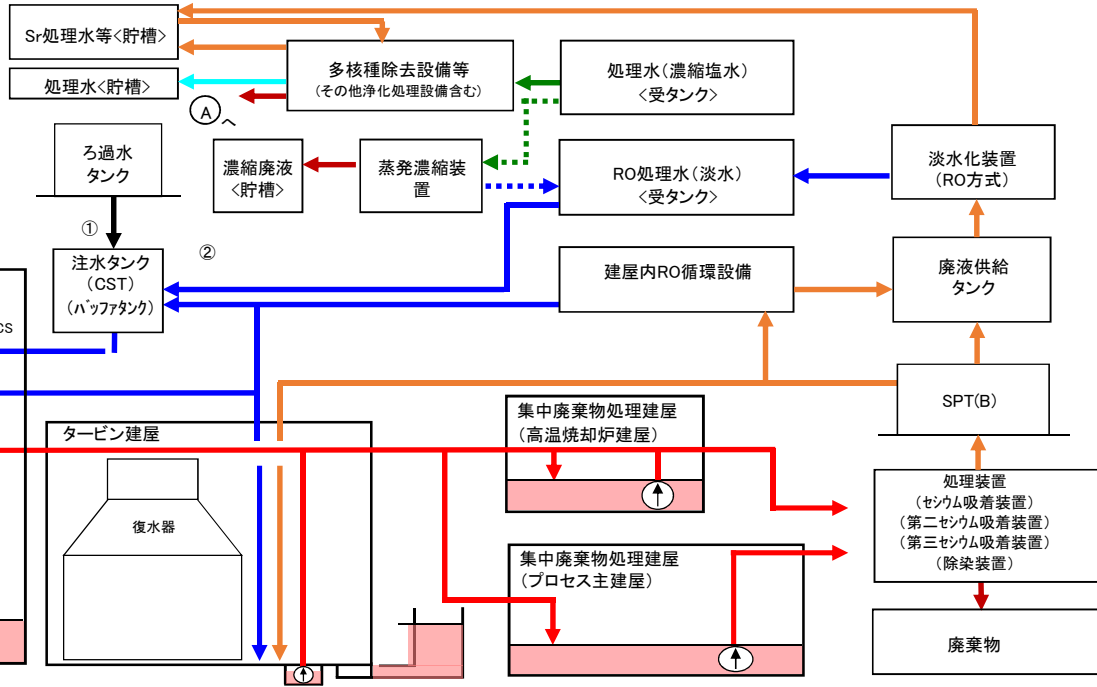 Sr処理水等<貯槽>
処理水<貯槽>
多核種除去設備等
(その他浄化処理設備含む)
Ⓐへ
処理水(濃縮塩水)
<受タンク>
ろ過水
タンク
濃縮廃液
<貯槽>
蒸発濃縮装
置
RO処理水(淡水)
<受タンク>
淡水化装置
(RO方式)
①
②
注水タンク
(CST)
(バッファタンク)
建屋内RO循環設備
廃液供給
タンク
CS
SPT(B)
タービン建屋
復水器
集中廃棄物処理建屋
(高温焼却炉建屋)
集中廃棄物処理建屋
(プロセス主建屋)
処理装置
(セシウム吸着装置)
(第二セシウム吸着装置)
(第三セシウム吸着装置)
(除染装置)
廃棄物